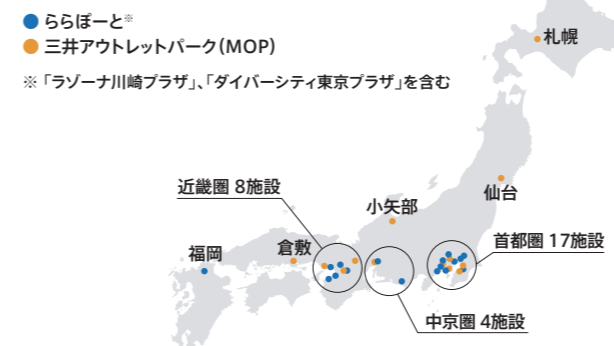 ららぽーと※
三井アウトレットパーク(MOP)
※ 「ラゾーナ川崎プラザ」、「ダイバーシティ東京プラザ」を含む
札幌
近畿圏 8施設
仙台
小矢部
首都圏 17施設
倉敷
福岡
中京圏 4施設